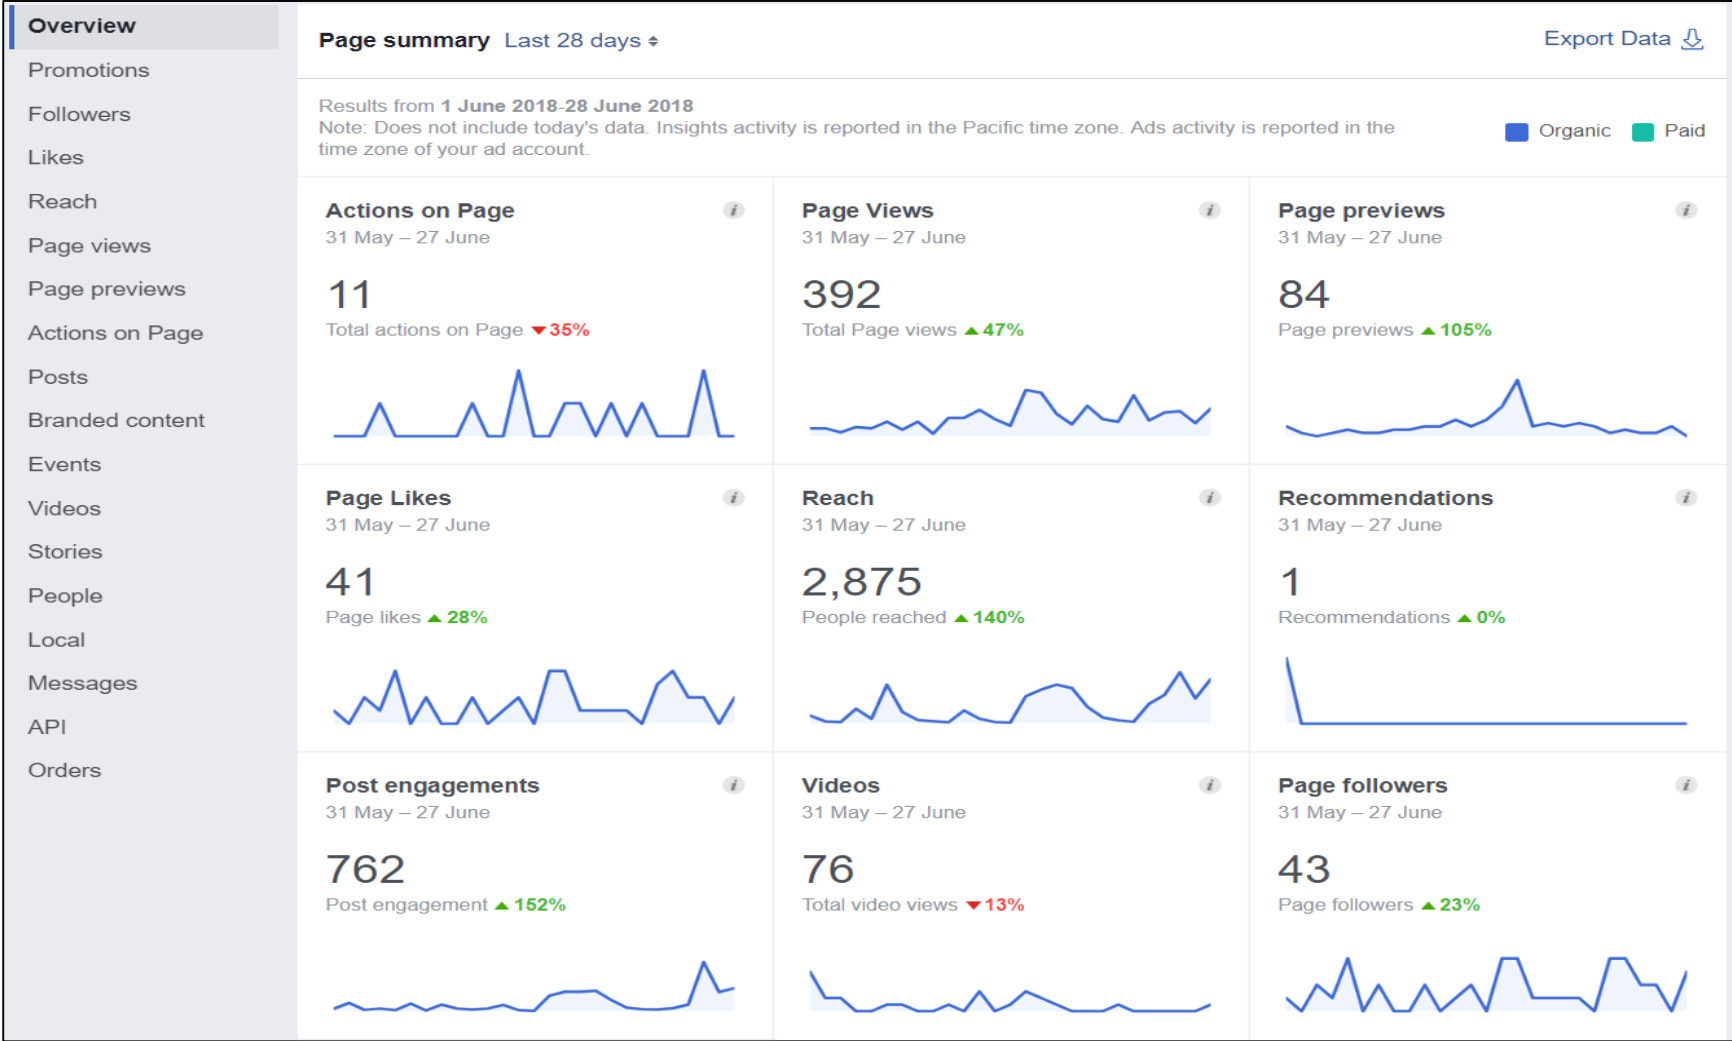 Overview
Promotions
Followers
Likes
Reach
Page views
Page previews
Actions on Page
Posts
Branded content
Events
Videos
Stories
People
Local
Messages
API
Orders
Page summary Last 28 days
Export Data
Results from 1 June 2018-28 June 2018
Note: Does not include today's data. Insights activity is reported in the Pacific time zone. Ads activity is reported in the
time zone of your ad account.
Organic Paid
Actions on Page
31 May – 27 June
11
Total actions on Page ▼35%
Page Views
31 May – 27 June
392
Total Page views ▲47%
Page previews
31 May – 27 June
84
Page previews ▲105%
Page Likes
31 May – 27 June
41
Page likes ▲28%
Reach
31 May – 27 June
2,875
People reached ▲140%
Recommendations
31 May – 27 June
1
Recommendations ▲0%
Post engagements
31 May – 27 June
762
Post engagement ▲152%
Videos
31 May – 27 June
76
Total video views ▼13%
Page followers
31 May – 27 June
43
Page followers ▲23%